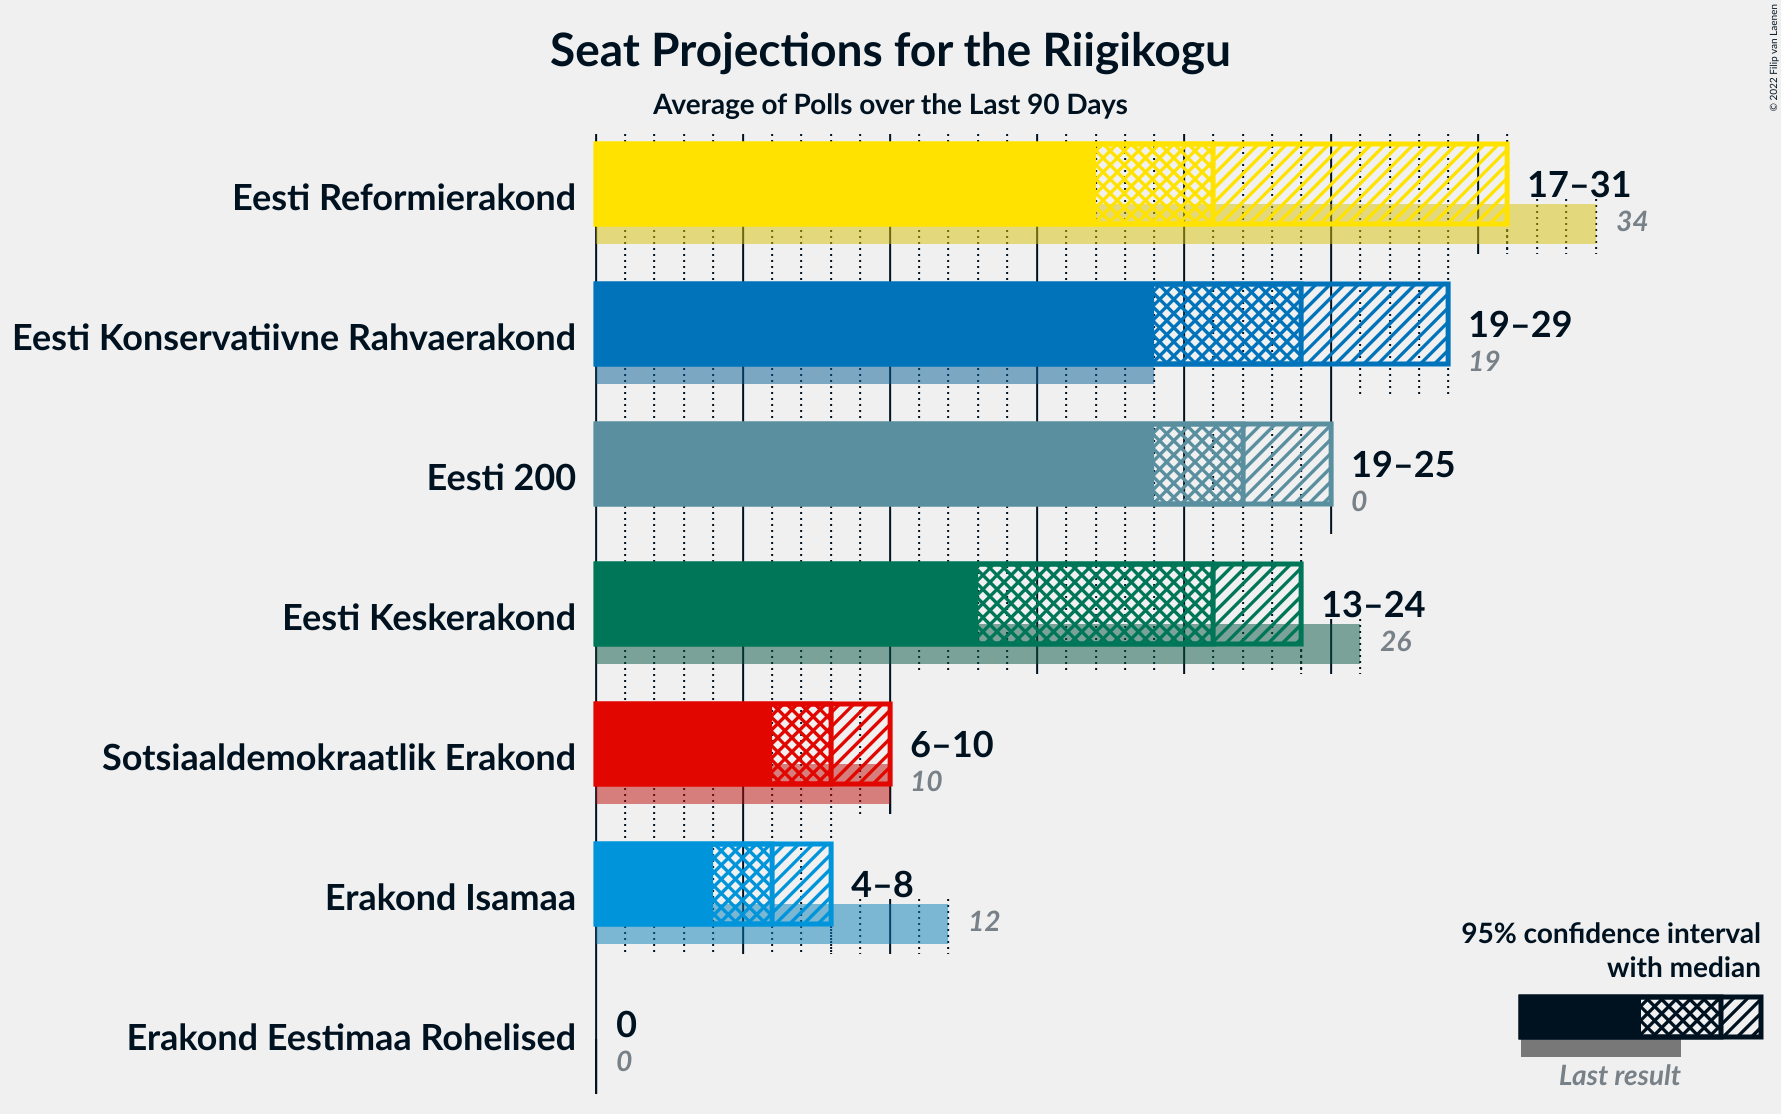 Seat Projections for the Riigikogu
Average of Polls over the Last 90 Days
© 2022 Filip van Laenen
Eesti Reformierakond
17–31
34
Eesti Konservatiivne Rahvaerakond
19–29
19
Eesti 200
19–25
0
Eesti Keskerakond
13–24
26
Sotsiaaldemokraatlik Erakond
6–10
10
Erakond Isamaa
4–8
12
Erakond Eestimaa Rohelised
0
0
95% confidence interval
with median
Last result